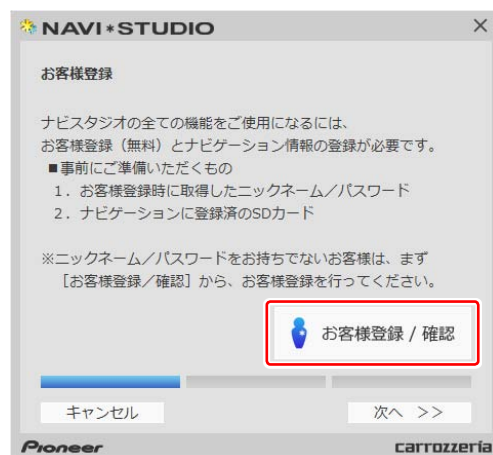 NAVI*STUDIO
お客様登録
ナビスタジオの全ての機能をご使用になるには、
お客様登録（無料）とナビゲーション情報の登録が必要です。
■事前にご準備いただくもの
1．お客様登録時に取得したニックネーム／パスワード
2．ナビゲーションに登録済のSDカード
※ニックネーム／パスワードをお持ちでないお客様は、まず
［お客様登録／確認］から、お客様登録を行ってください。
お客様登録 / 確認
キャンセル
次へ >>
Pioneer
carrozzeria